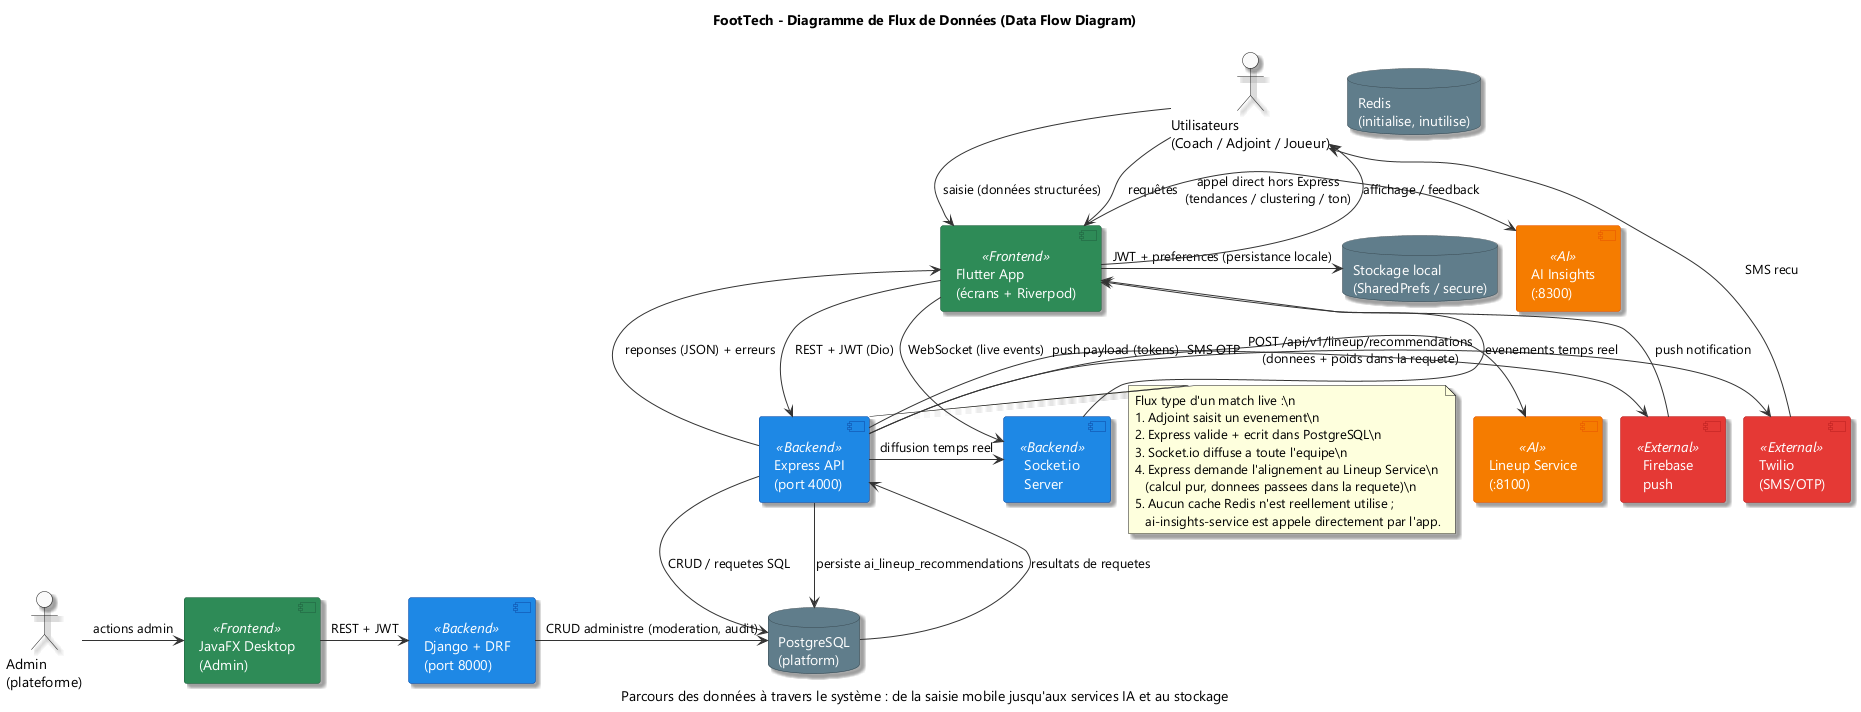 FootTech - Diagramme de Flux de Données (Data Flow Diagram)
Utilisateurs
(Coach / Adjoint / Joueur)
Redis
(initialise, inutilise)
saisie (données structurées)
requêtes
appel direct hors Express
(tendances / clustering / ton)
affichage / feedback
«Frontend»
Flutter App
(écrans + Riverpod)
JWT + preferences (persistance locale)
Stockage local
(SharedPrefs / secure)
«AI»
AI Insights
(:8300)
SMS recu
reponses (JSON) + erreurs
REST + JWT (Dio)
WebSocket (live events)
push payload (tokens)
SMS OTP
POST /api/v1/lineup/recommendations
(donnees + poids dans la requete)
evenements temps reel
push notification
«Backend»
Express API
(port 4000)
diffusion temps reel
«Backend»
Socket.io
Server
Flux type d'un match live :\n
1. Adjoint saisit un evenement\n
2. Express valide + ecrit dans PostgreSQL\n
3. Socket.io diffuse a toute l'equipe\n
4. Express demande l'alignement au Lineup Service\n
(calcul pur, donnees passees dans la requete)\n
5. Aucun cache Redis n'est reellement utilise ;
ai-insights-service est appele directement par l'app.
«AI»
Lineup Service
(:8100)
«External»
Firebase
push
«External»
Twilio
(SMS/OTP)
CRUD / requetes SQL
persiste ai_lineup_recommendations
resultats de requetes
Admin
(plateforme)
actions admin
«Frontend»
JavaFX Desktop
(Admin)
REST + JWT
«Backend»
Django + DRF
(port 8000)
CRUD administre (moderation, audit)
PostgreSQL
(platform)
Parcours des données à travers le système : de la saisie mobile jusqu'aux services IA et au stockage